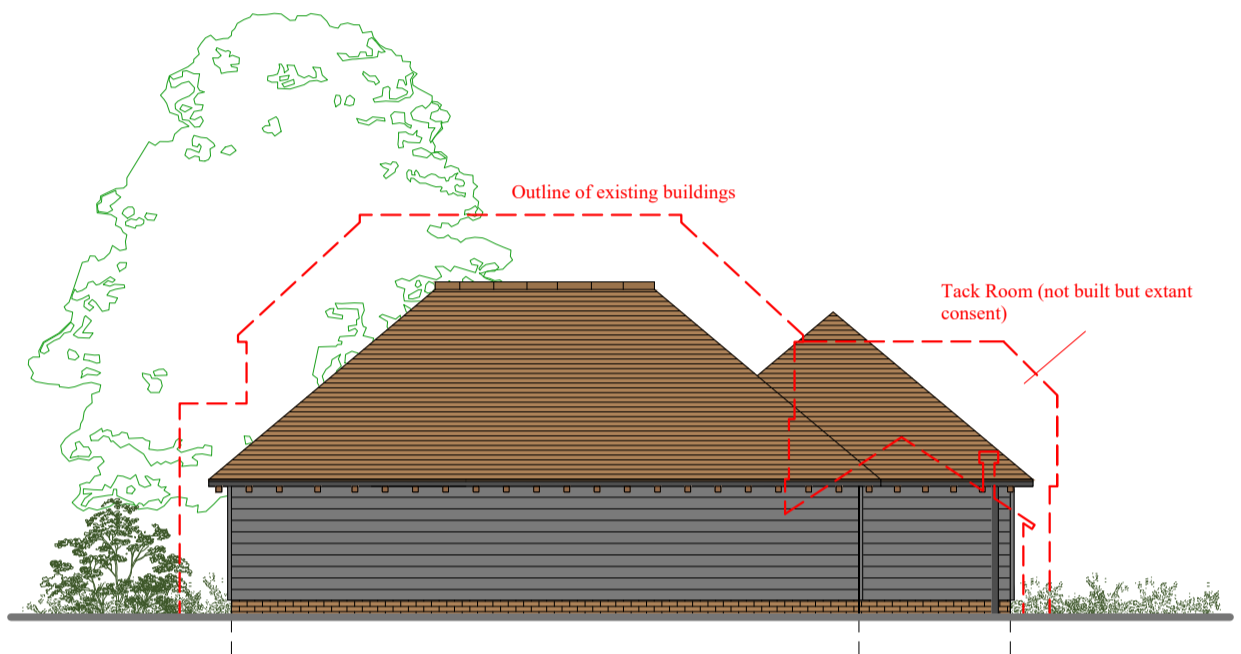 Outline of existing buildings
Tack Room (not built but extant
consent)